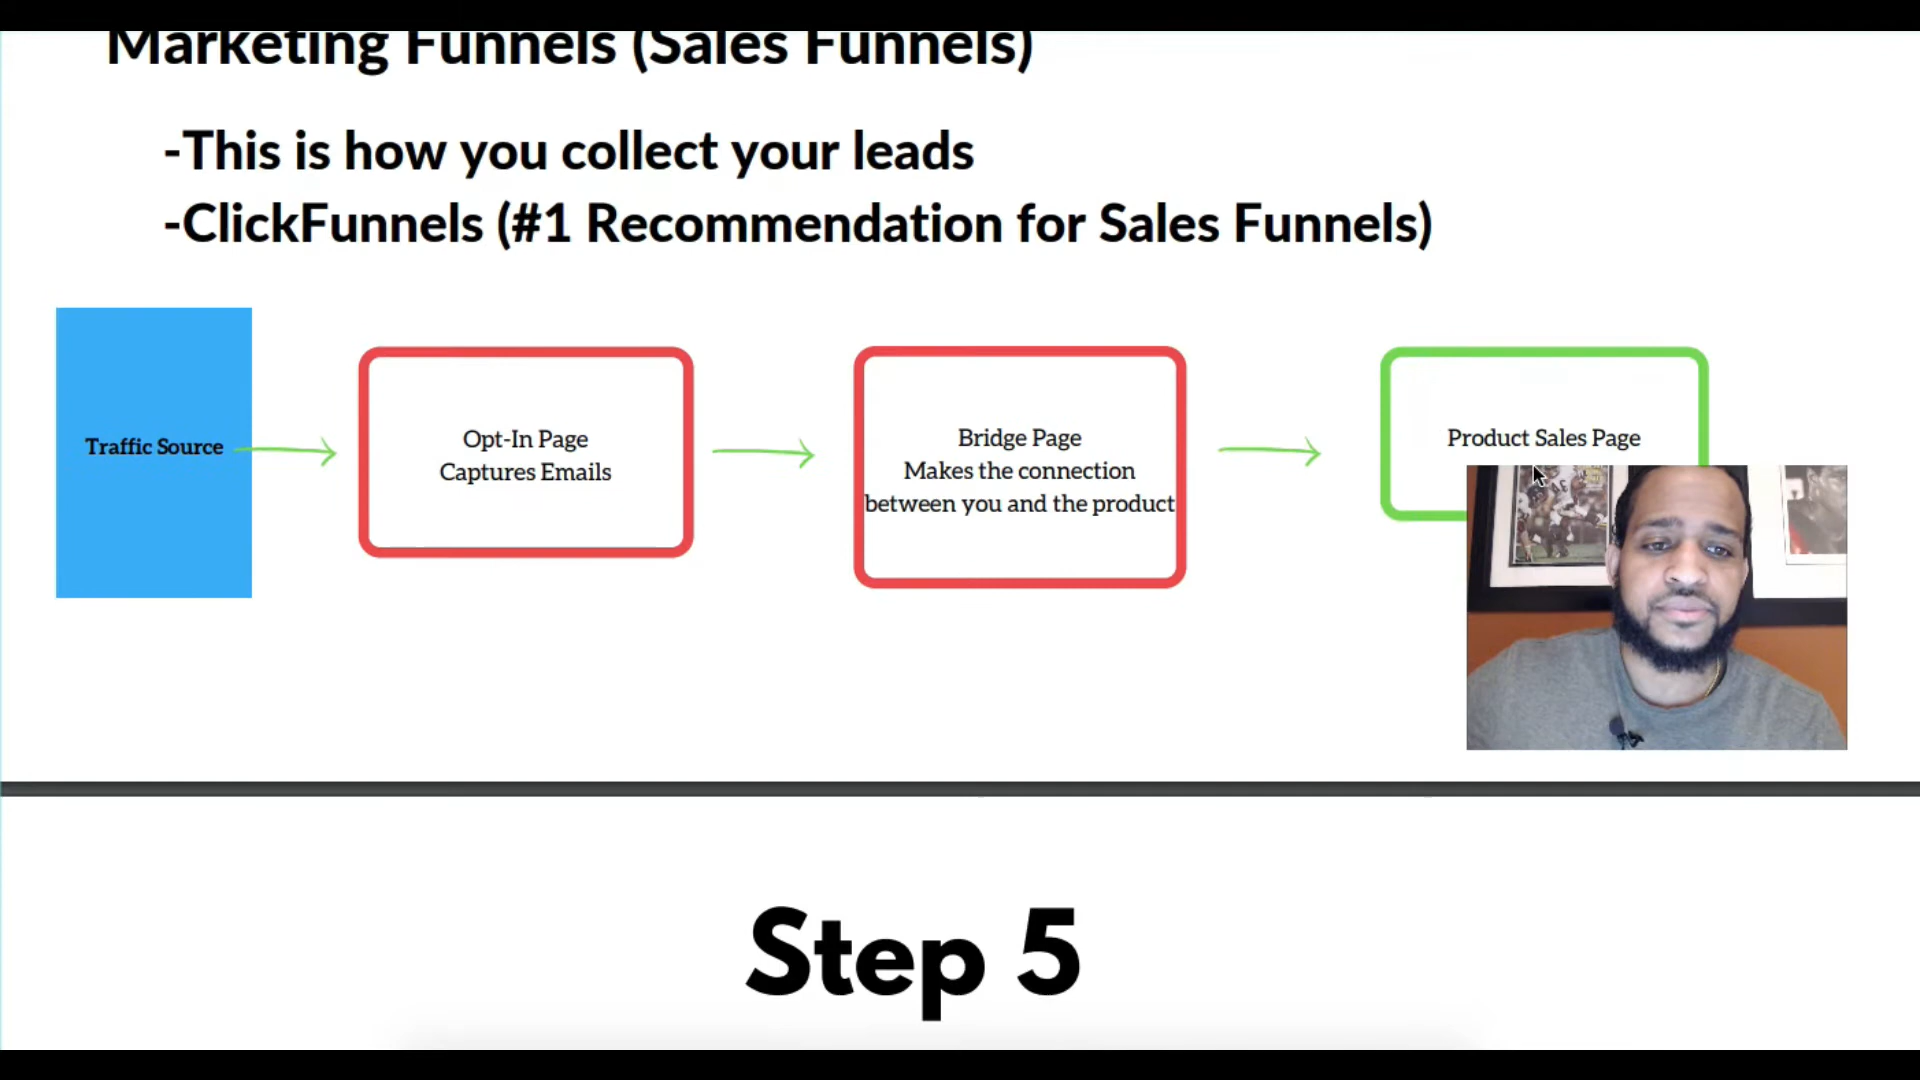 Marketing Funnels (Sales Funnels)
-This is how you collect your leads
-ClickFunnels (#1 Recommendation for Sales Funnels)
Traffic Source
Opt-In Page
Captures Emails
Bridge Page
Makes the connection
between you and the product
Product Sales Page
Step 5